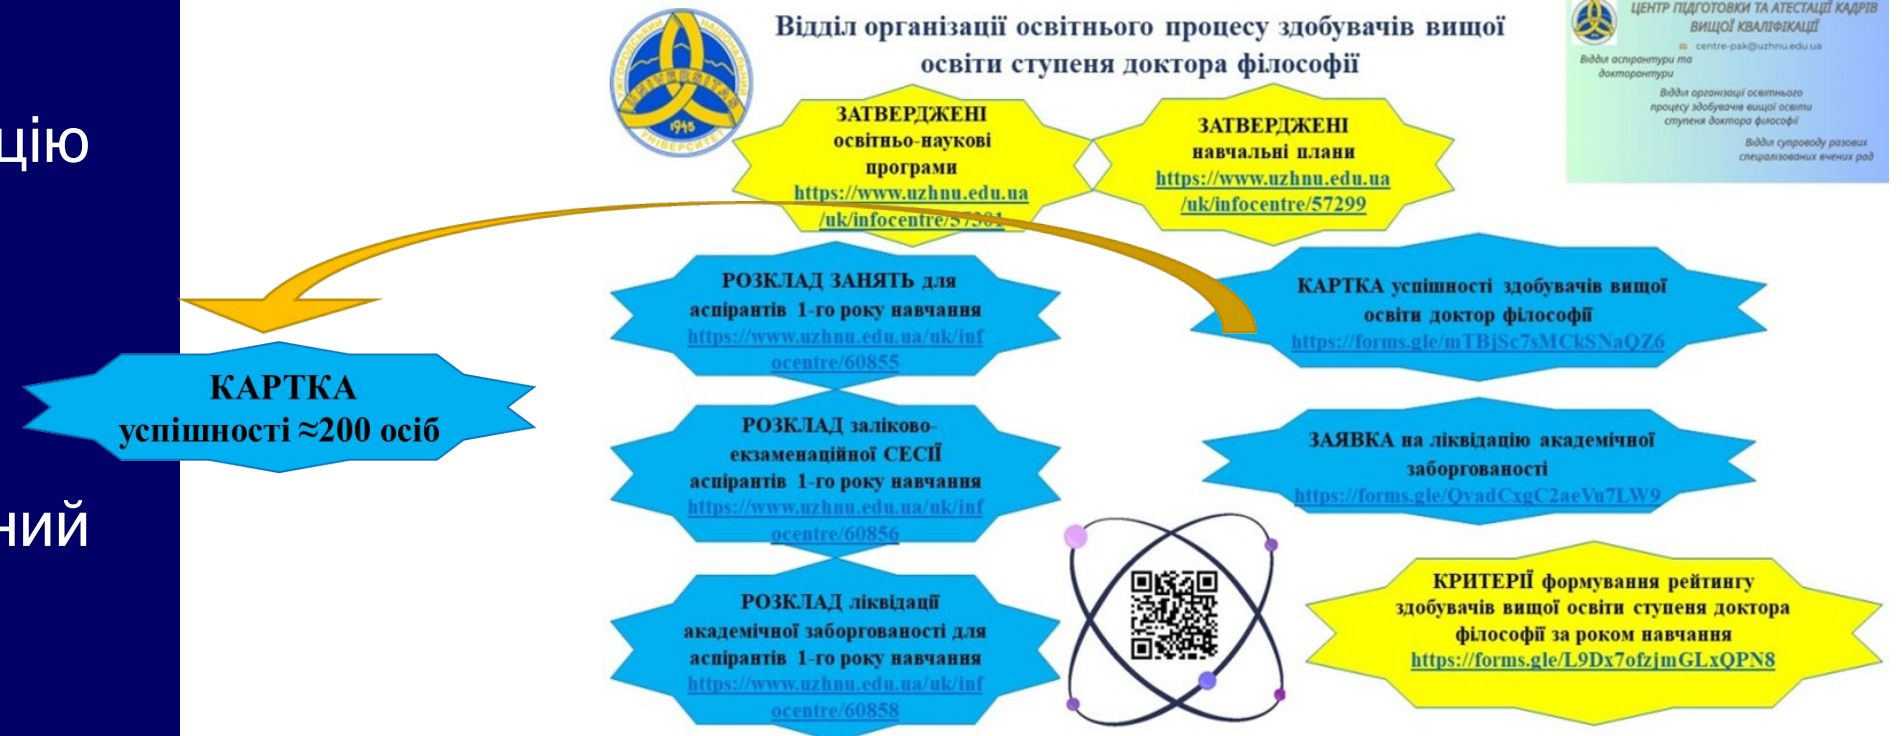 цію
ний
КАРТКА
успішності ≈200 осіб
УЖГОРОДСЬКИЙ НАЦІОНАЛЬНИЙ
УНІВЕРСИТЕТ
1945
Відділ організації освітнього процесу здобувачів вищої
освіти ступеня доктора філософії
ЦЕНТР ПІДГОТОВКИ ТА АТЕСТАЦІЇ КАДРІВ
ВИЩОЇ КВАЛІФІКАЦІЇ
centre-pak@uzhnu.edu.ua
Відділ аспірантури та
докторантури
Відділ організації освітнього
процесу здобувачів вищої освіти
ступеня доктора філософії
Відділ супроводу разових
спеціалізованих вчених рад
ЗАТВЕРДЖЕНІ
освітньо-наукові
програми
https://www.uzhnu.edu.ua
/uk/infocentre/57301
ЗАТВЕРДЖЕНІ
навчальні плани
https://www.uzhnu.edu.ua
/uk/infocentre/57299
РОЗКЛАД ЗАНЯТЬ для
аспірантів 1-го року навчання
https://www.uzhnu.edu.ua/uk/inf
ocentre/60855
РОЗКЛАД заліково-
екзаменаційної СЕСІЇ
аспірантів 1-го року навчання
https://www.uzhnu.edu.ua/uk/inf
ocentre/60856
РОЗКЛАД ліквідації
академічної заборгованості для
аспірантів 1-го року навчання
https://www.uzhnu.edu.ua/uk/inf
ocentre/60858
КАРТКА успішності здобувачів вищої
освіти доктор філософії
https://forms.gle/mTBjSc7sMCkSNaQZ6
ЗАЯВКА на ліквідацію академічної
заборгованості
https://forms.gle/QvadCxgC2aeVu7LW9
КРИТЕРІЇ формування рейтингу
здобувачів вищої освіти ступеня доктора
філософії за роком навчання
https://forms.gle/L9Dx7ofzjmGLxQPN8